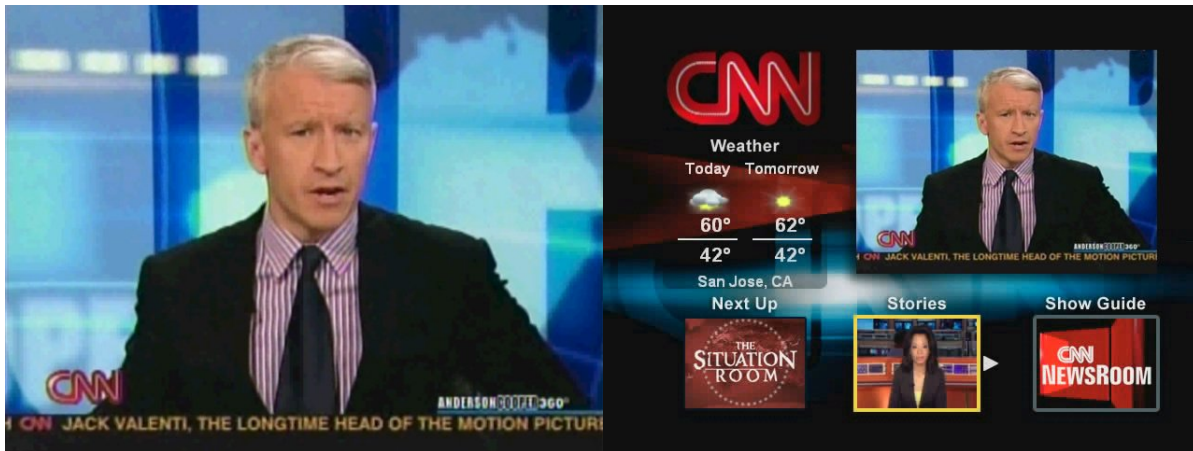 CNN
ANDERSON COOPER 360°
H CNN JACK VALENTI, THE LONGTIME HEAD OF THE MOTION PICTURE
CNN
Weather
Today Tomorrow
60° 62°
42° 42°
San Jose, CA
CNN
ANDERSON COOPER 360°
H CNN JACK VALENTI, THE LONGTIME HEAD OF THE MOTION PICTUR
Next Up Stories Show Guide
THE
SITUATION
ROOM
CNN
NEWSROOM